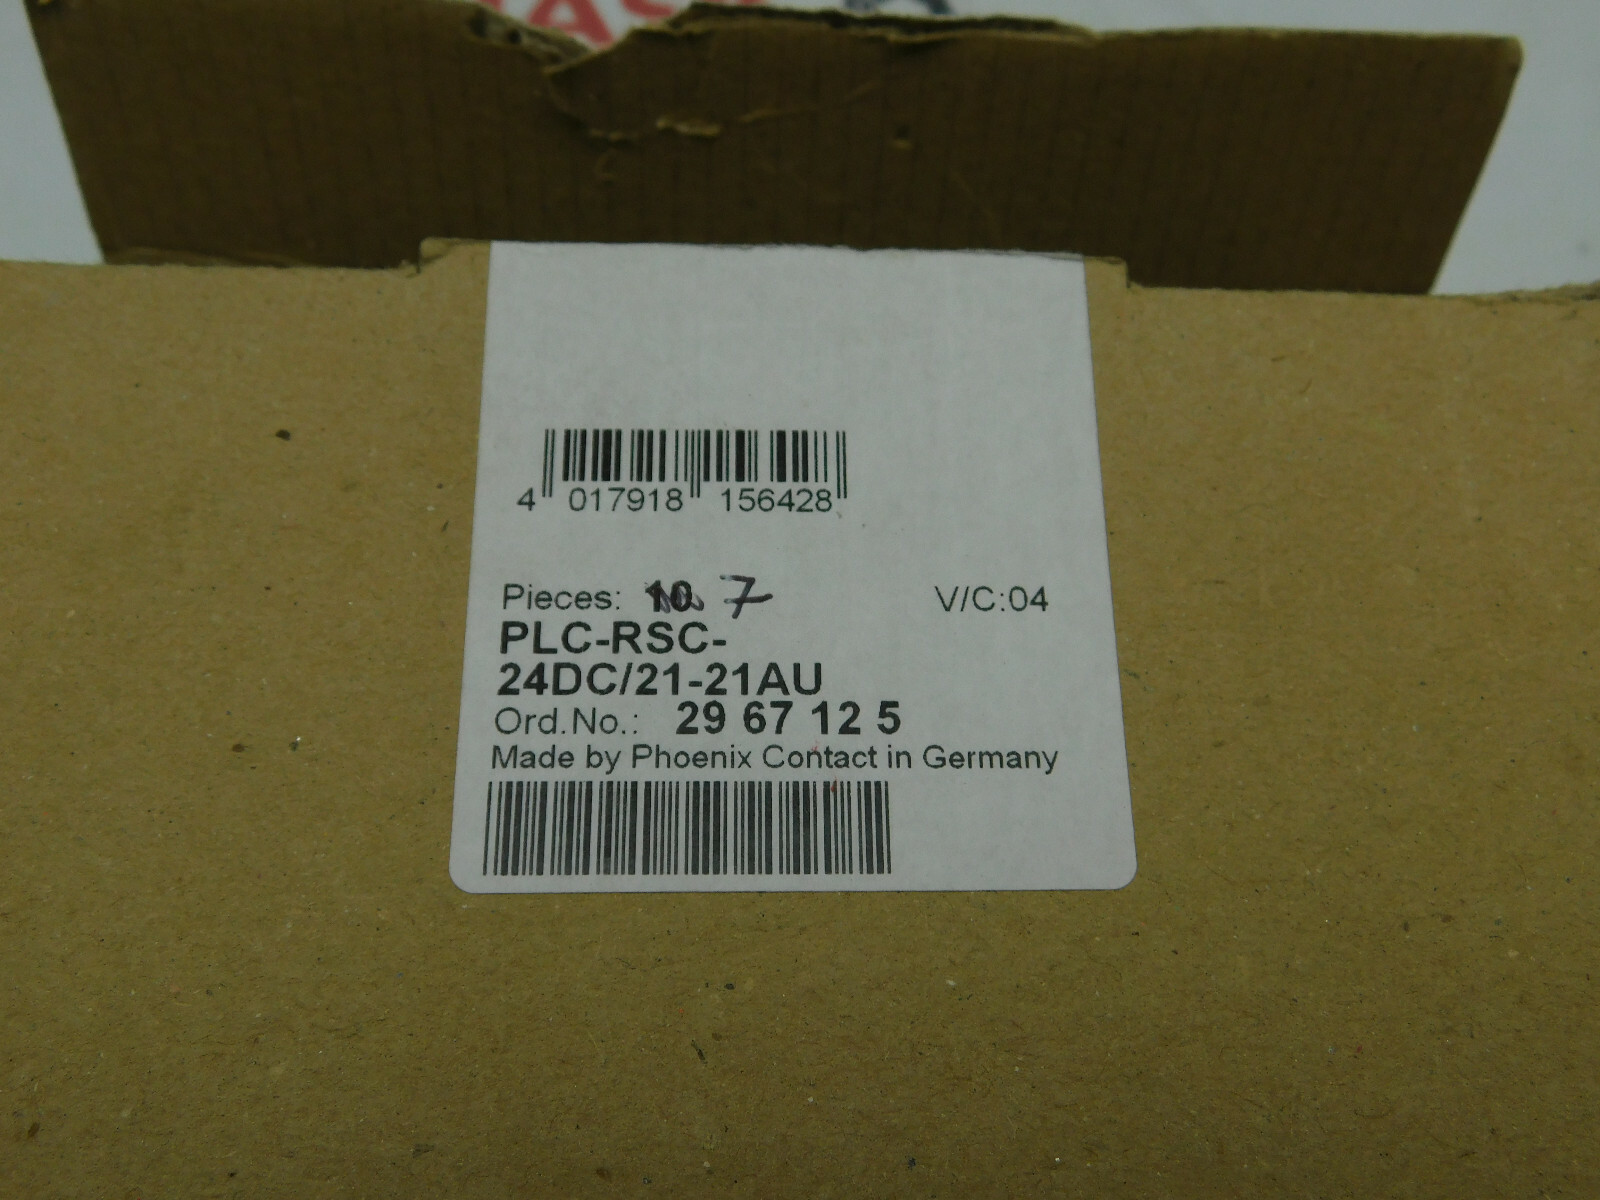 4 017918 156428
Pieces: 10 7 V/C:04
PLC-RSC-
24DC/21-21AU
Ord.No.: 29 67 12 5
Made by Phoenix Contact in Germany